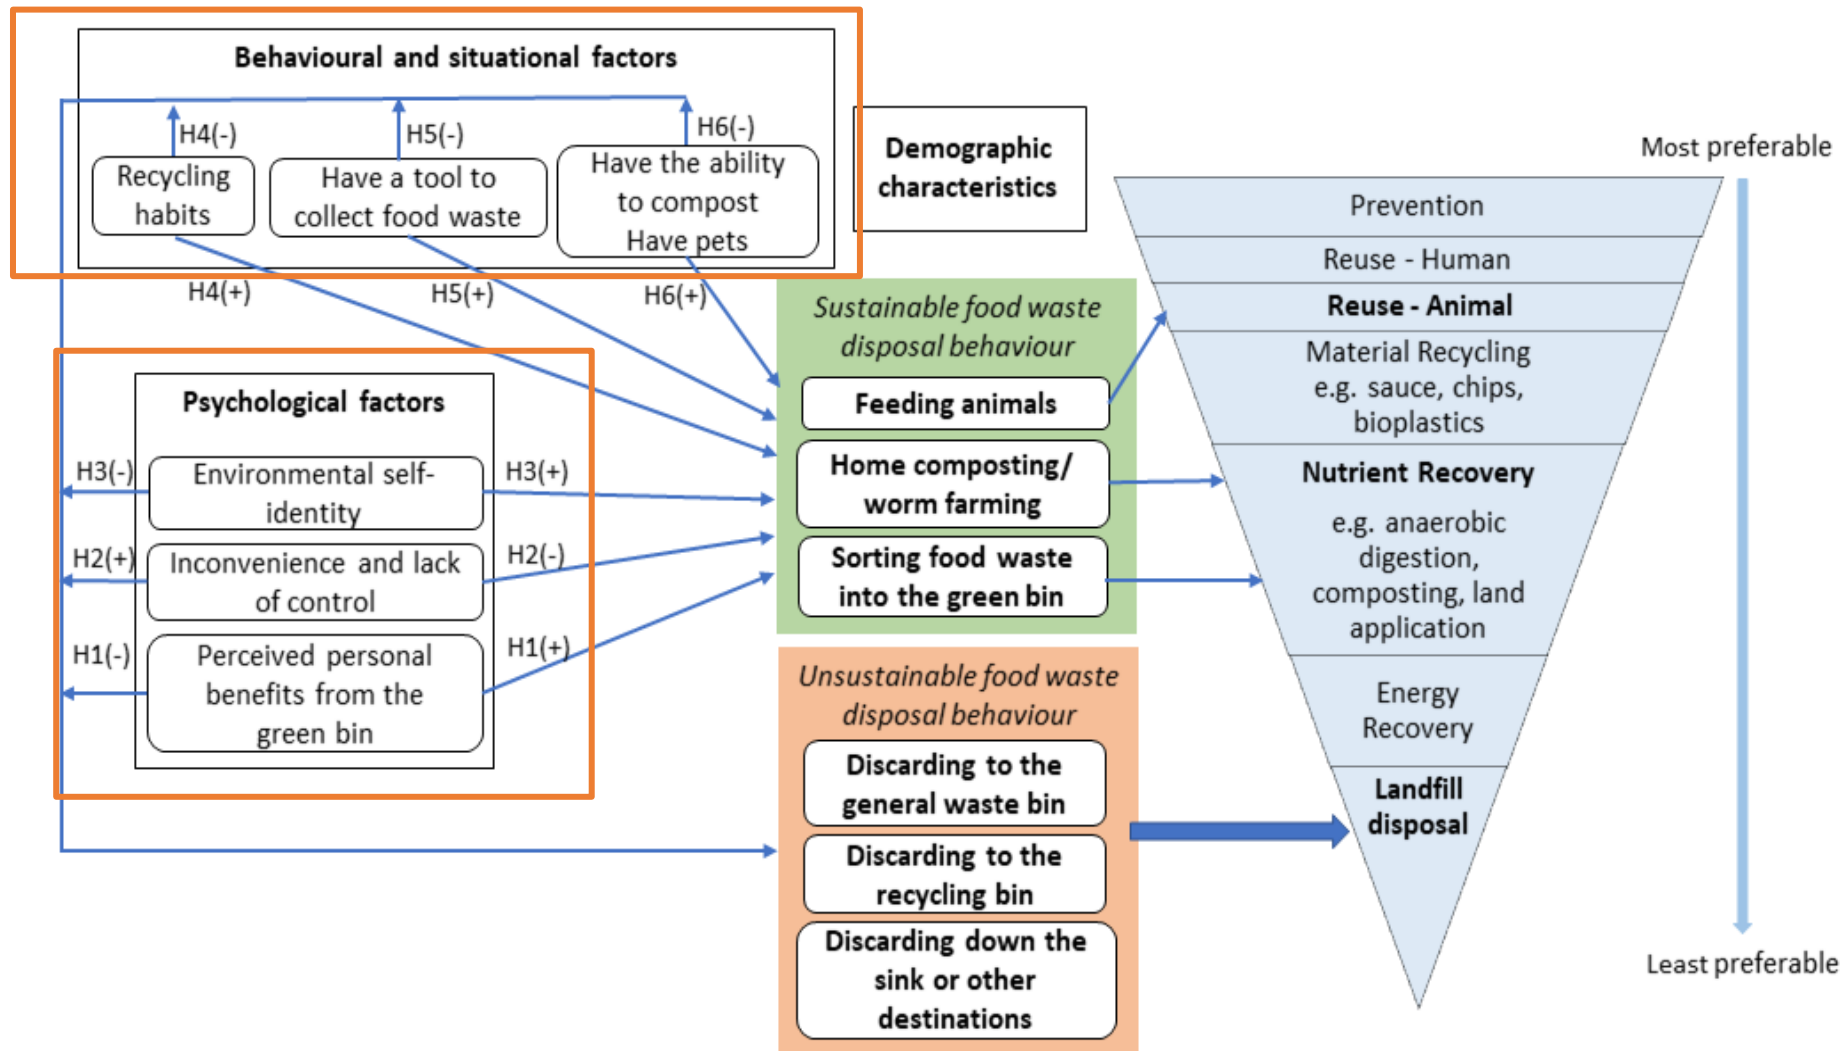 Behavioural and situational factors
H4(-)
H5(-)
H6(-)
Recycling
habits
Have a tool to
collect food waste
Have the ability
to compost
Have pets
H4(+)
H5(+)
H6(+)
Demographic
characteristics
Psychological factors
H3(-)
Environmental self-
identity
H3(+)
H2(+)
Inconvenience and lack
of control
H2(-)
H1(-)
Perceived personal
benefits from the
green bin
H1(+)
Sustainable food waste
disposal behaviour
Feeding animals
Home composting/
worm farming
Sorting food waste
into the green bin
Unsustainable food waste
disposal behaviour
Discarding to the
general waste bin
Discarding to the
recycling bin
Discarding down the
sink or other
destinations
Most preferable
Prevention
Reuse - Human
Reuse - Animal
Material Recycling
e.g. sauce, chips,
bioplastics
Nutrient Recovery
e.g. anaerobic
digestion,
composting, land
application
Energy
Recovery
Landfill
disposal
Least preferable